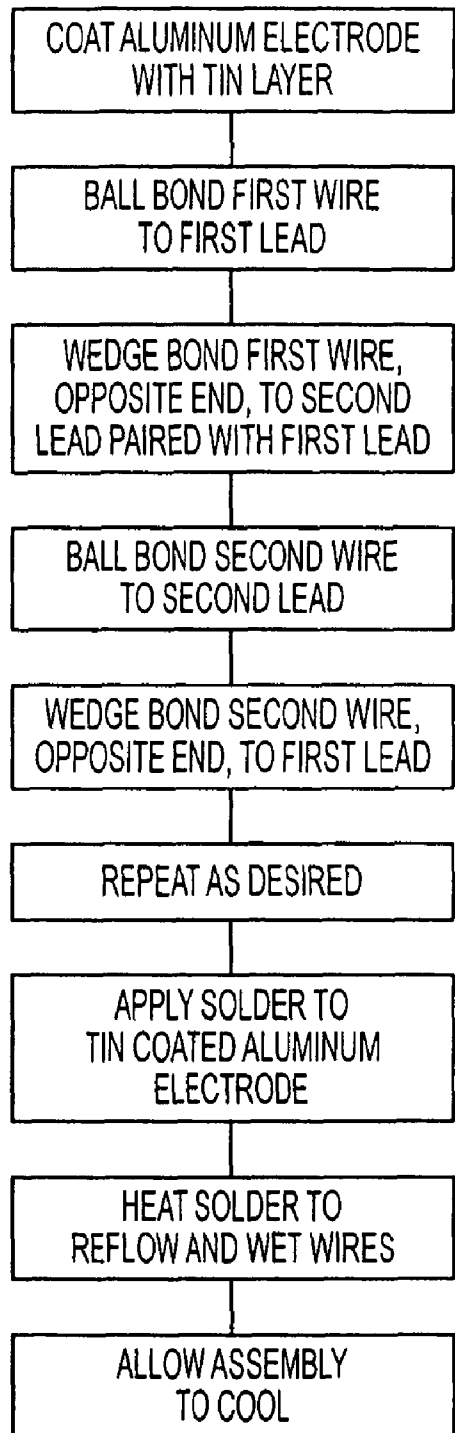 COAT ALUMINUM ELECTRODE
WITH TIN LAYER
BALL BOND FIRST WIRE
TO FIRST LEAD
WEDGE BOND FIRST WIRE,
OPPOSITE END, TO SECOND
LEAD PAIRED WITH FIRST LEAD
BALL BOND SECOND WIRE
TO SECOND LEAD
WEDGE BOND SECOND WIRE,
OPPOSITE END, TO FIRST LEAD
REPEAT AS DESIRED
APPLY SOLDER TO
TIN COATED ALUMINUM
ELECTRODE
HEAT SOLDER TO
REFLOW AND WET WIRES
ALLOW ASSEMBLY
TO COOL